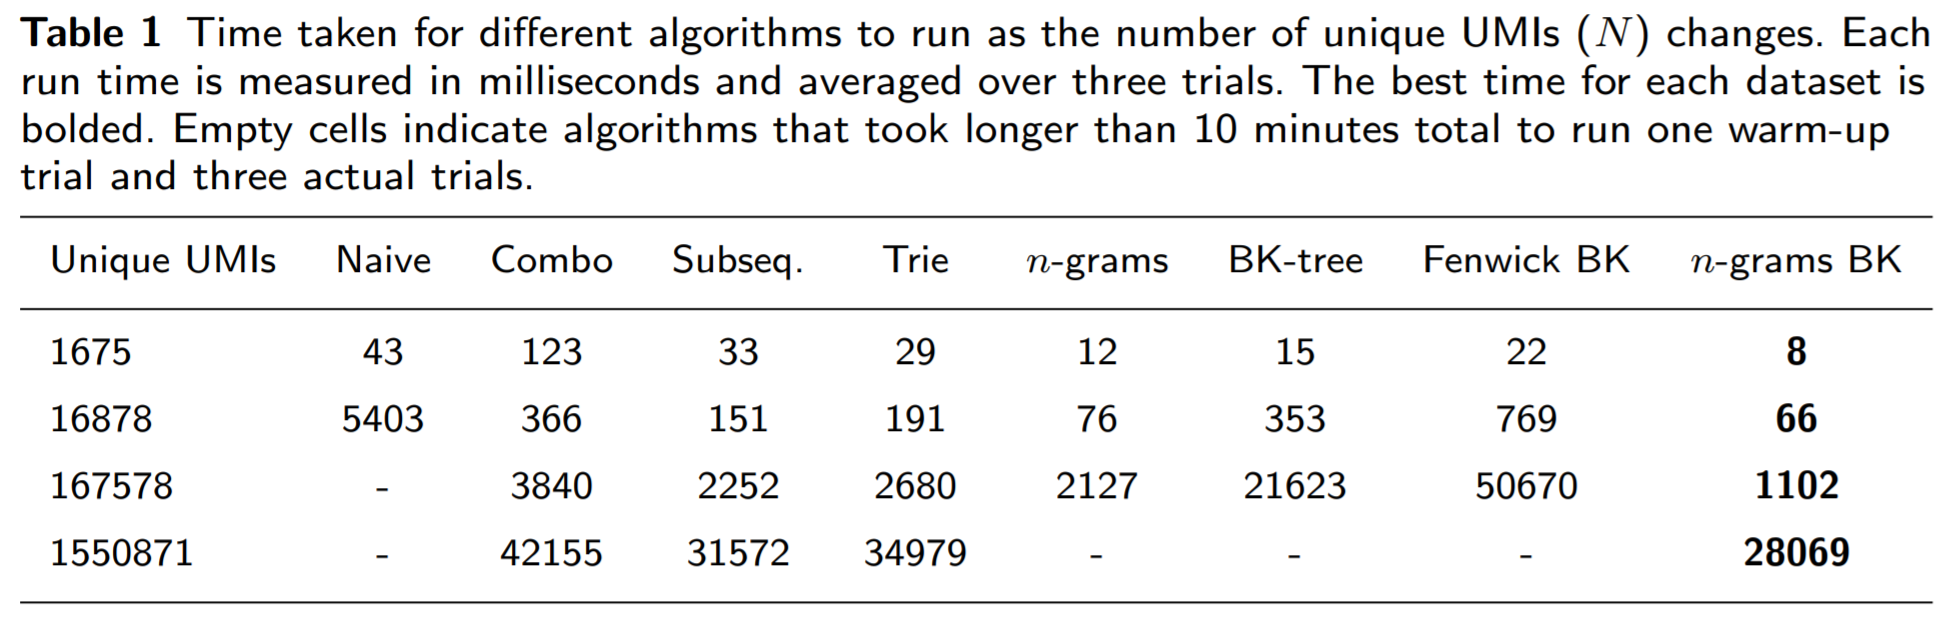 Table 1 Time taken for different algorithms to run as the number of unique UMIs (N) changes. Each
run time is measured in milliseconds and averaged over three trials. The best time for each dataset is
bolded. Empty cells indicate algorithms that took longer than 10 minutes total to run one warm-up
trial and three actual trials.
Unique UMIs Naive Combo Subseq. Trie n-grams BK-tree Fenwick BK n-grams BK
1675 43 123 33 29 12 15 22 8
16878 5403 366 151 191 76 353 769 66
167578 - 3840 2252 2680 2127 21623 50670 1102
1550871 - 42155 31572 34979 - - - 28069